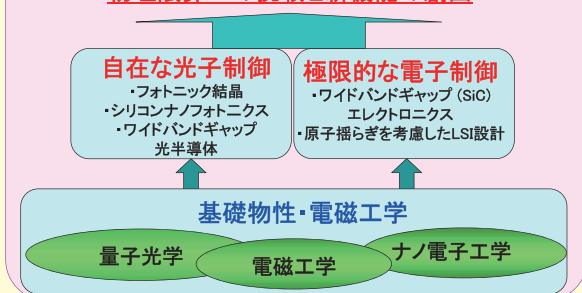 自在な光子制御
・フォトニック結晶
・シリコンナノフォトニクス
・ワイドバンドギャップ
光半導体
極限的な電子制御
・ワイドバンドギャップ (SiC)
エレクトロニクス
・原子揺らぎを考慮したLSI設計
基礎物性・電磁工学
量子光学
電磁工学
ナノ電子工学